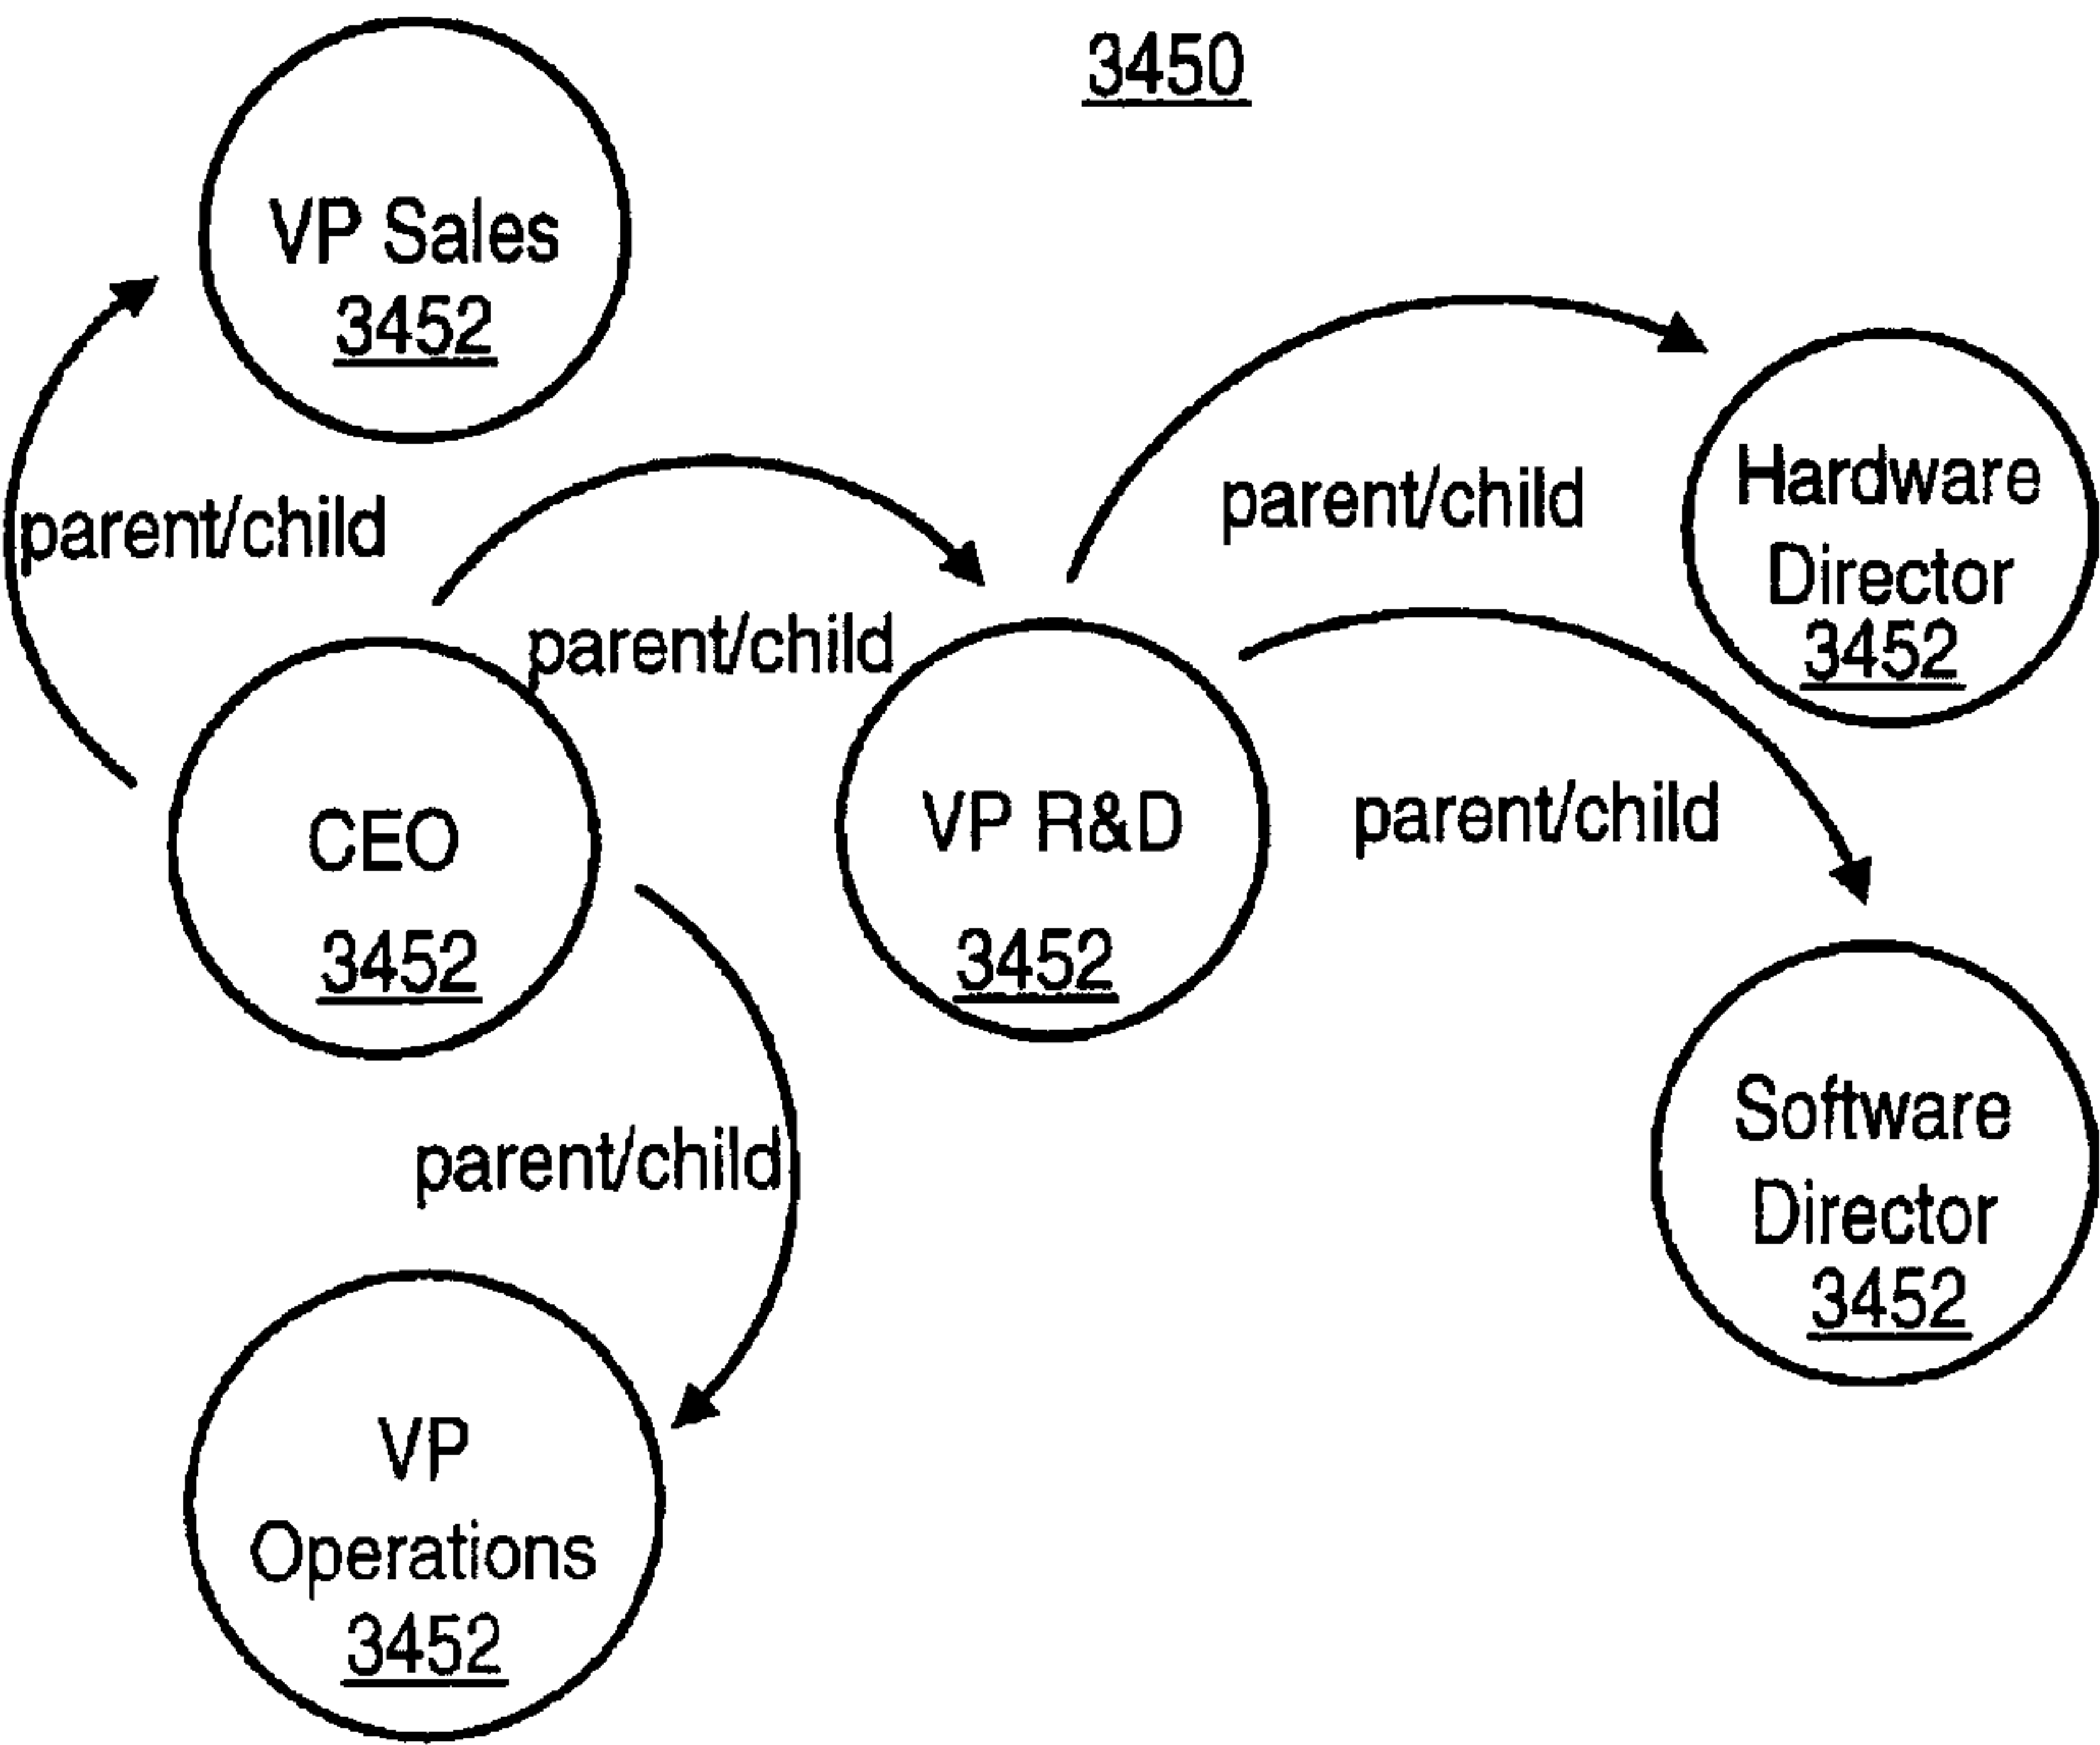 3450
VP Sales
3452
parent/child
parent/child
parent/child
Hardware
Director
3452
CEO
3452
VP R&D
3452
parent/child
parent/child
Software
Director
3452
VP
Operations
3452